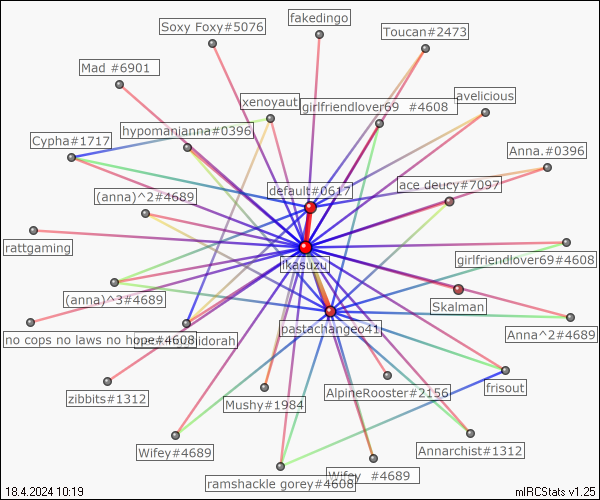 fakedingo
Soxy Foxy#5076
Toucan#2473
Mad #6901
avelicious
xenoyaut
girlfriendlover69 #4608
hypomanianna#0396
Cypha#1717
Anna.#0396
default#0617
ace deucy#7097
(anna)^2#4689
rattgaming
ikasuzu
girlfriendlover69#4608
(anna)^3#4689
Skalman
pastachangeo41
Anna^2#4689
no cops no laws no hope#4608
hidorah
AlpineRooster#2156
frisout
zibbits#1312
Mushy#1984
Wifey#4689
Annarchist#1312
Wifey #4689
ramshackle gorey#4608
18.4.2024 10:19
mIRCStats v1.25